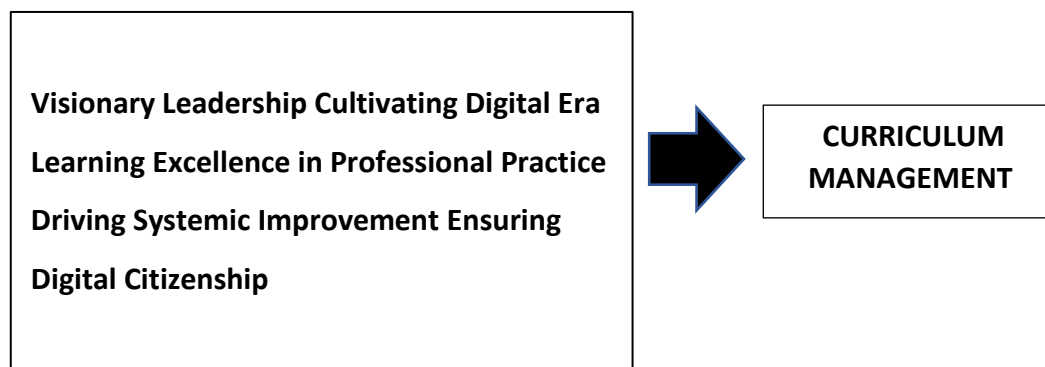 Visionary Leadership Cultivating Digital Era
Learning Excellence in Professional Practice
Driving Systemic Improvement Ensuring
Digital Citizenship
CURRICULUM
MANAGEMENT